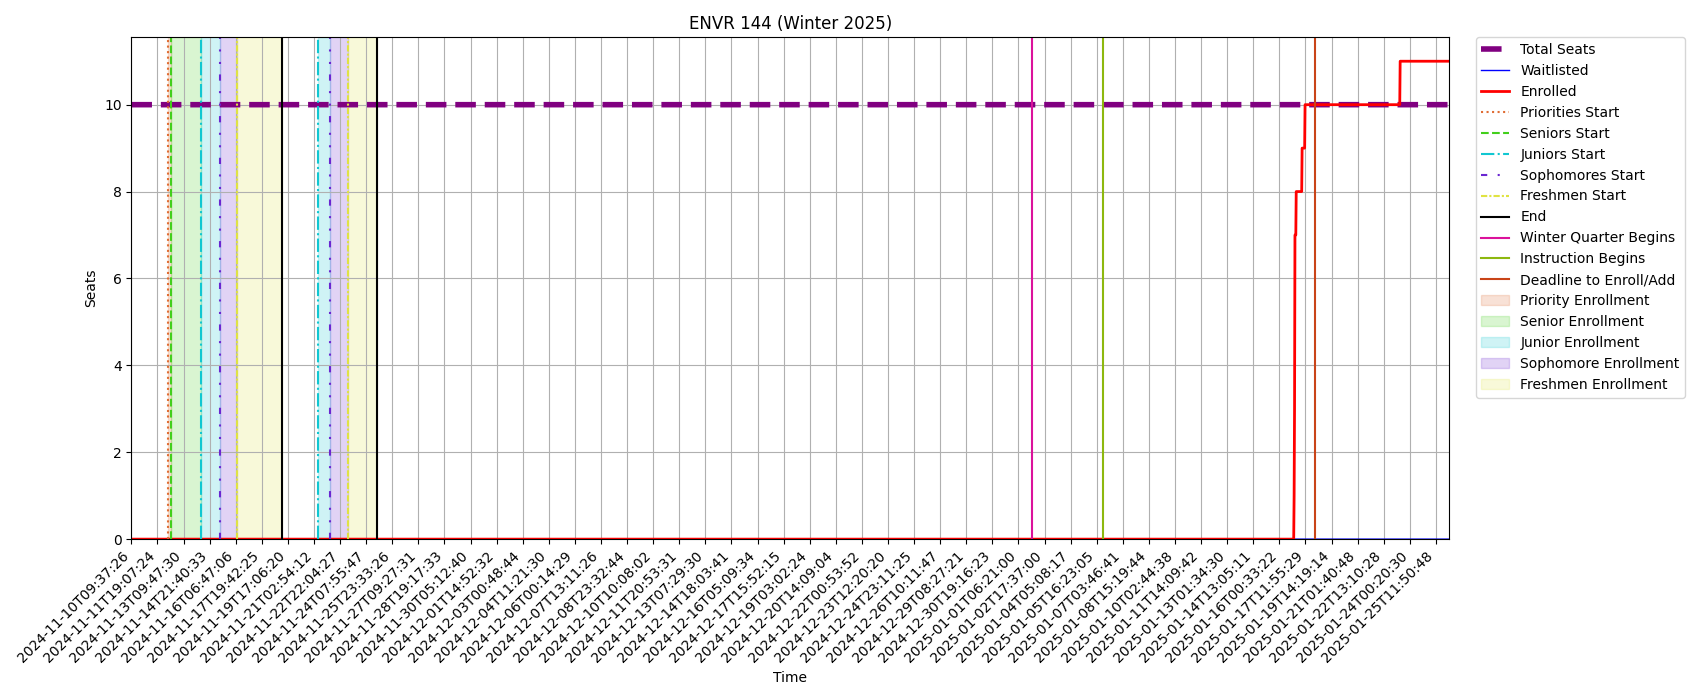 ENVR 144 (Winter 2025)
Seats
10
8
6
4
2
0
2024-11-10T09:37:26
2024-11-11T19:07:24
2024-11-13T09:47:30
2024-11-14T21:40:33
2024-11-16T06:47:06
2024-11-17T19:42:25
2024-11-19T17:06:20
2024-11-21T02:54:12
2024-11-22T22:04:27
2024-11-24T07:55:47
2024-11-25T23:33:26
2024-11-27T09:27:31
2024-11-28T19:17:33
2024-11-30T05:12:40
2024-12-01T14:52:32
2024-12-03T00:48:44
2024-12-04T11:21:30
2024-12-06T00:14:29
2024-12-07T13:11:26
2024-12-08T23:32:44
2024-12-10T10:08:02
2024-12-11T20:53:31
2024-12-13T07:29:30
2024-12-14T18:03:41
2024-12-16T05:09:34
2024-12-17T15:52:15
2024-12-19T03:02:24
2024-12-20T14:09:04
2024-12-22T00:53:52
2024-12-23T12:20:20
2024-12-24T23:11:25
2024-12-26T10:11:47
2024-12-29T08:27:21
2024-12-30T19:16:23
2025-01-01T06:21:00
2025-01-02T17:37:00
2025-01-04T05:08:17
2025-01-05T16:23:05
2025-01-07T03:46:41
2025-01-08T15:19:44
2025-01-10T02:44:38
2025-01-11T14:09:42
2025-01-13T01:34:30
2025-01-14T13:05:11
2025-01-16T00:33:22
2025-01-17T11:55:29
2025-01-19T14:19:14
2025-01-21T01:40:48
2025-01-22T13:10:28
2025-01-24T00:20:30
2025-01-25T11:50:48
Time
Total Seats
Waitlisted
Enrolled
Priorities Start
Seniors Start
Juniors Start
Sophomores Start
Freshmen Start
End
Winter Quarter Begins
Instruction Begins
Deadline to Enroll/Add
Priority Enrollment
Senior Enrollment
Junior Enrollment
Sophomore Enrollment
Freshmen Enrollment